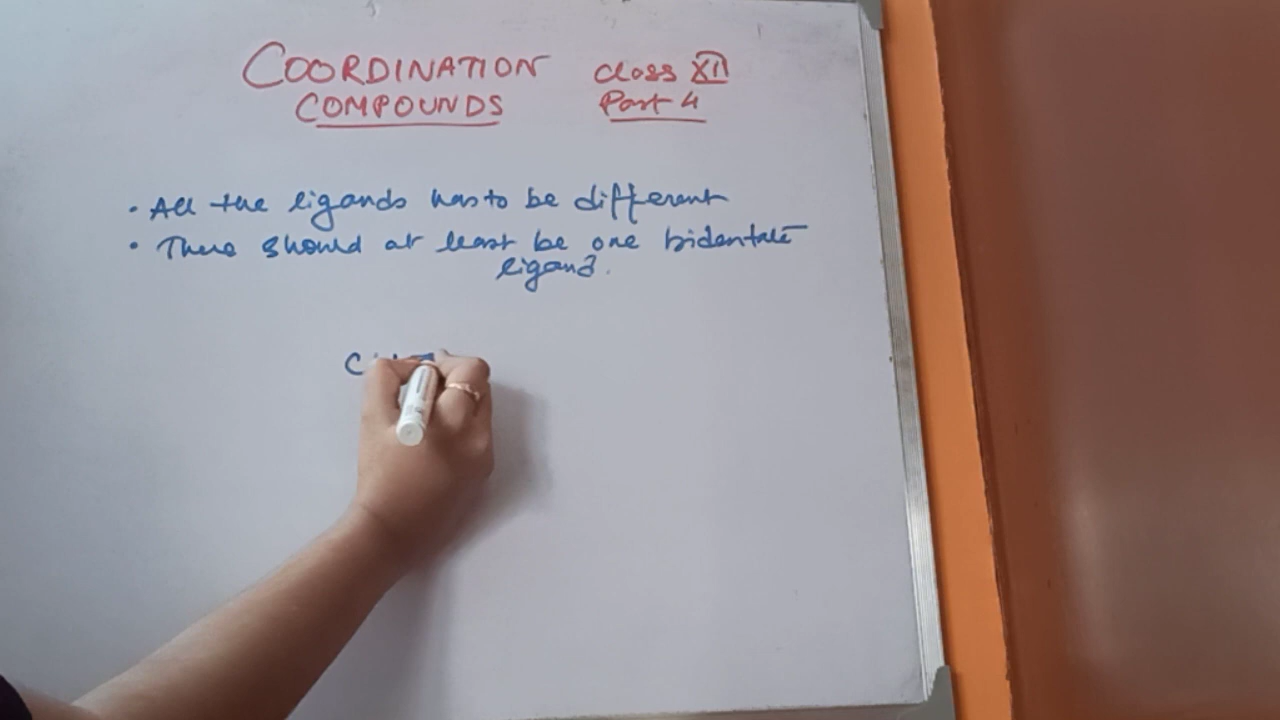 COORDINATION Class XII
COMPOUNDS Part 4
• All the ligands has to be different
• There should at least be one bidentate
ligand.